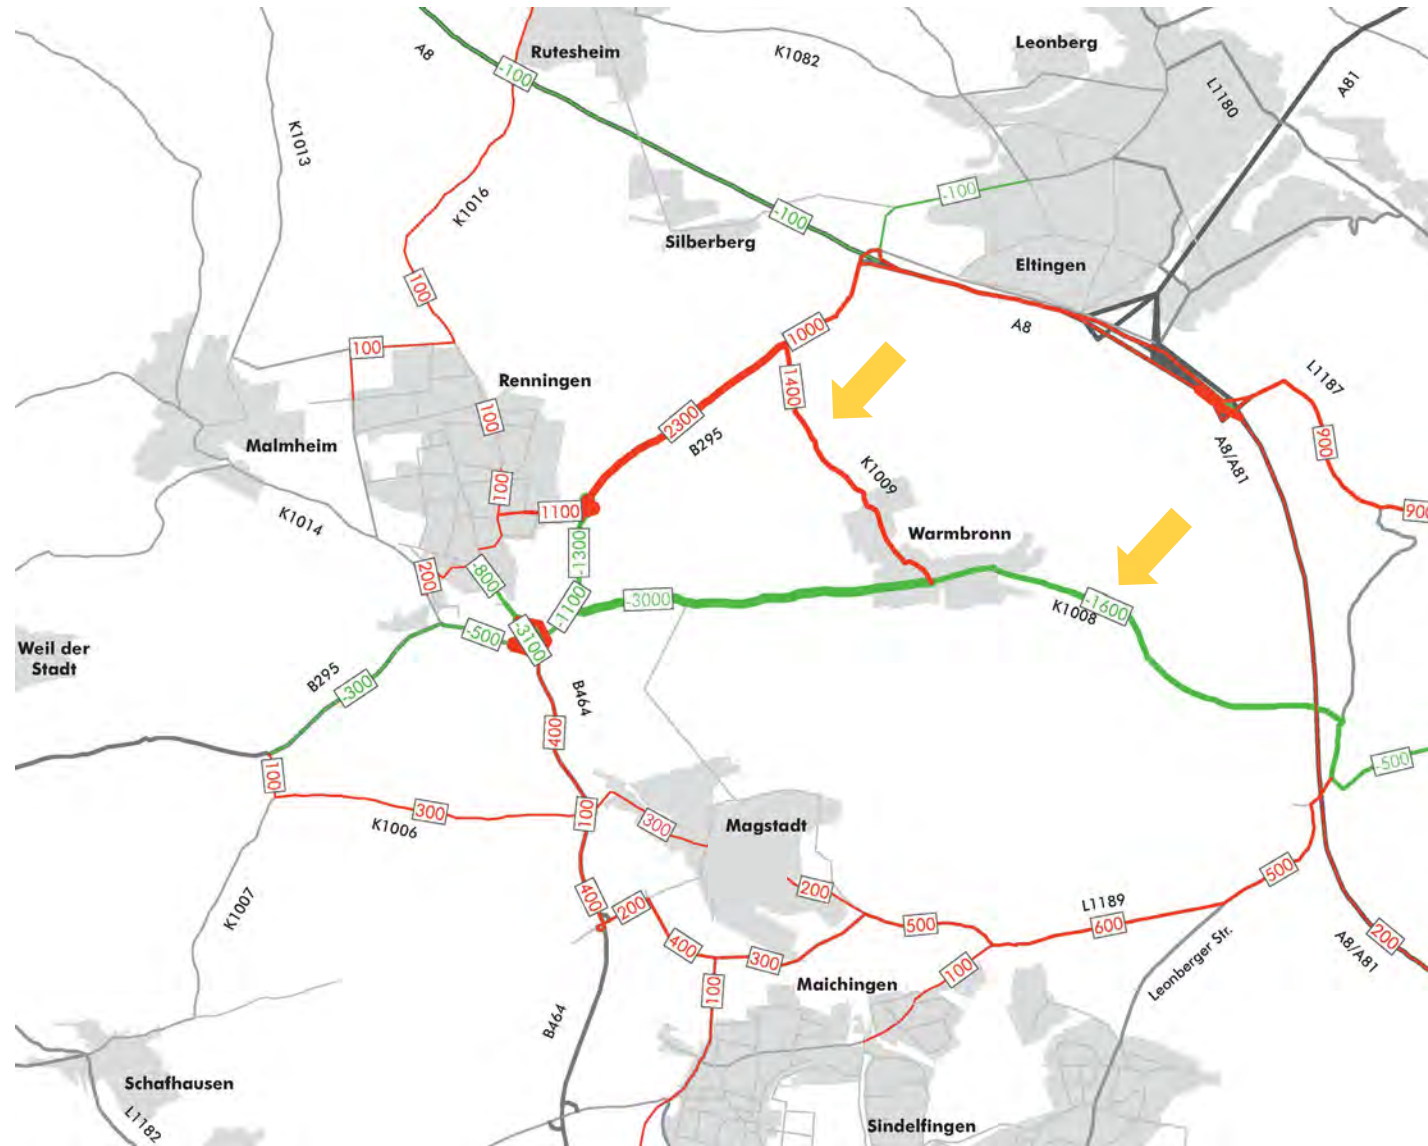 Rutesheim
Leonberg
A8
K1082
A81
-100
L1180
K1013
K1016
-100
-100
Silberberg
Eltingen
100
1000
A8
100
Renningen
1400
L1187
100
2300
B295
Malmheim
900
A8/A81
K1009
100
1100
900
K1014
Warmbronn
-1300
200
-800
-1100
-3000
-1600
K1008
-500
-3100
Weil der
Stadt
B295
-300
B464
400
100
-500
300
K1006
100
300
Magstadt
500
200
400
200
K1007
L1189
500
600
Leonberger Str.
200
A8/A81
400
300
100
100
Maichingen
B464
Schafhausen
L1182
Sindelfingen